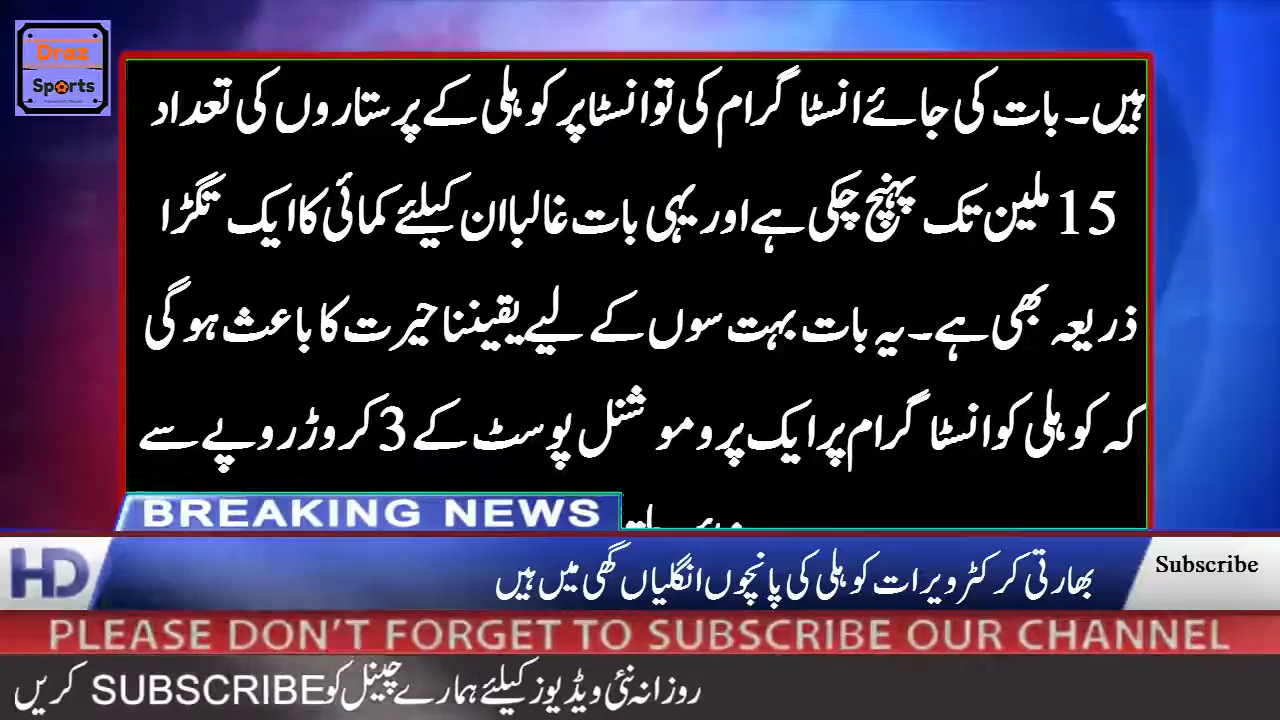 Draz
Sports
ہیں۔ بات کی جائے انسٹا گرام کی تو انسٹا پر کوہلی کے پرستاروں کی تعداد
15 ملین تک پہنچ چکی ہے اور یہی بات غالبا ان کیلئے کمائی کا ایک تگڑا
ذریعہ بھی ہے۔ یہ بات بہت سوں کے لیے یقیننا حیرت کا باعث ہو گی
کہ کوہلی کو انسٹا گرام پر ایک پروموشنل پوسٹ کے 3 کروڑ روپے سے
BREAKING NEWS
HD
بھارتی کرکٹر ویرات کوہلی کی پانچوں انگلیاں گھی میں ہیں
Subscribe
PLEASE DON'T FORGET TO SUBSCRIBE OUR CHANNEL
روزانہ نئی ویڈیوز کیلئے ہمارے چینل کو SUBSCRIBE کریں